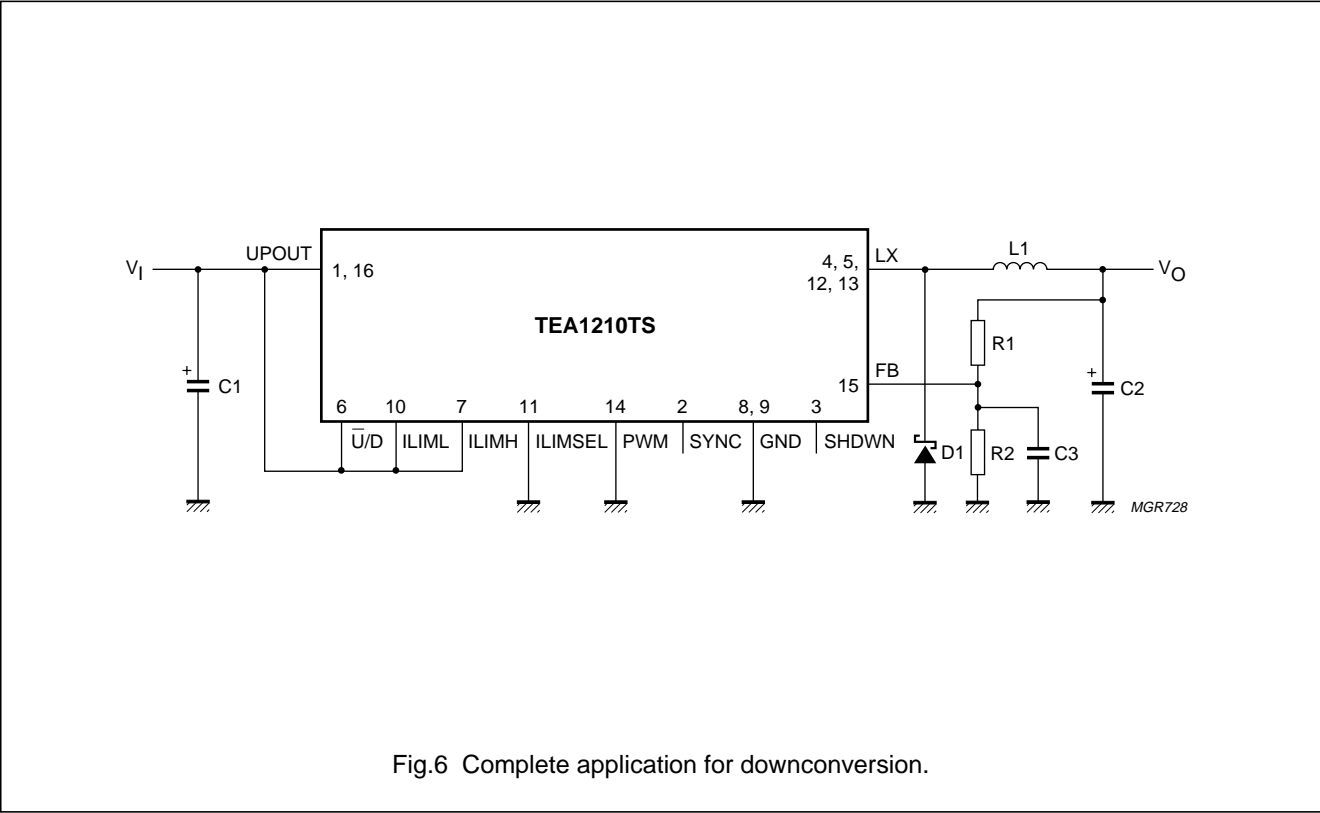 UPOUT
V_I
1, 16
4, 5,
12, 13
LX
L1
V_O
TEA1210TS
R1
FB
15
C1
C2
6
10
7
11
14
2
8, 9
3
U̅/D
ILIML
ILIMH
ILIMSEL
PWM
SYNC
GND
SHDWN
D1
R2
C3
MGR728
Fig.6 Complete application for downconversion.